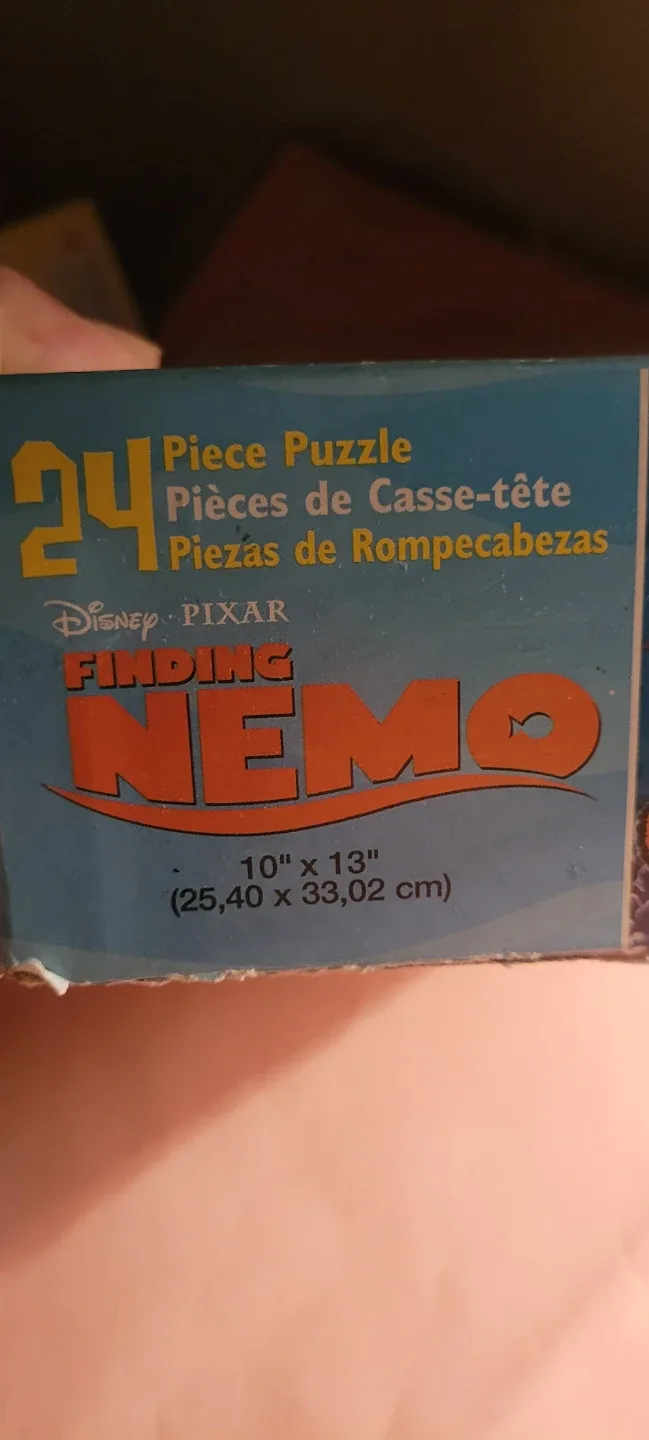 24 Piece Puzzle
Pièces de Casse-tête
Piezas de Rompecabezas
Disney · PIXAR
FINDING
NEMO
10" x 13"
(25,40 x 33,02 cm)